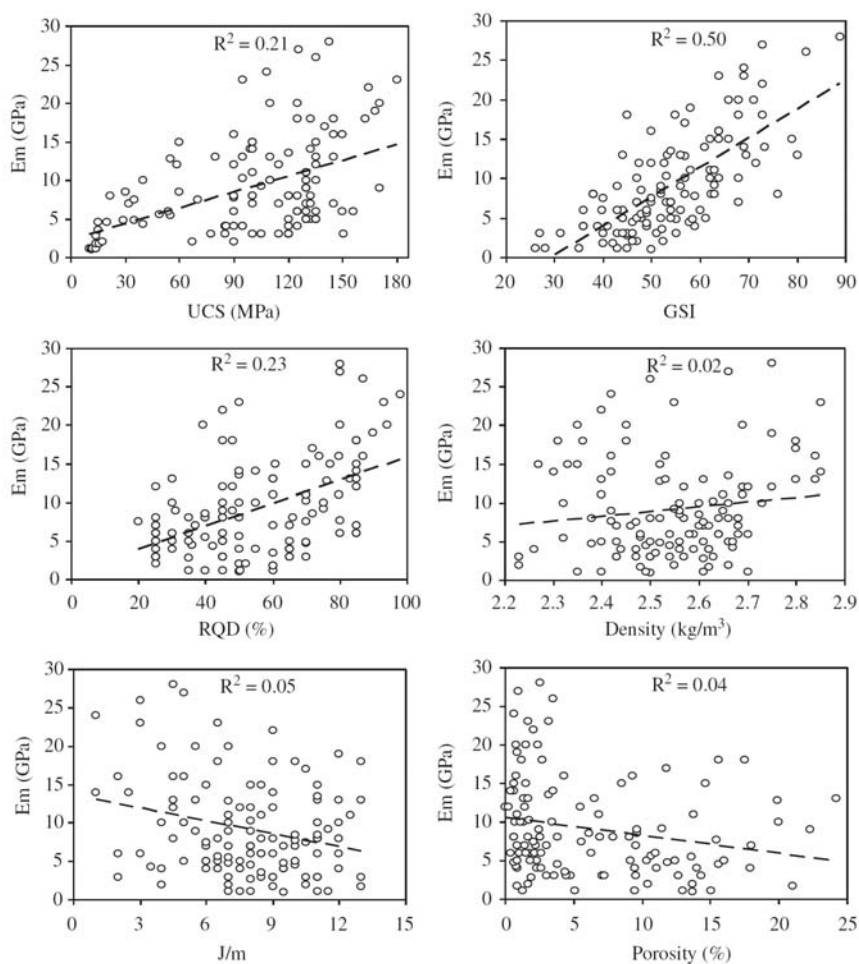 R² = 0.21
30
25
20
15
10
5
0
Em (GPa)
0 30 60 90 120 150 180
UCS (MPa)
R² = 0.50
30
25
20
15
10
5
0
Em (GPa)
20 30 40 50 60 70 80 90
GSI
R² = 0.23
30
25
20
15
10
5
0
Em (GPa)
0 20 40 60 80 100
RQD (%)
R² = 0.02
30
25
20
15
10
5
0
Em (GPa)
2.2 2.3 2.4 2.5 2.6 2.7 2.8 2.9
Density (kg/m³)
R² = 0.05
30
25
20
15
10
5
0
Em (GPa)
0 3 6 9 12 15
J/m
R² = 0.04
30
25
20
15
10
5
0
Em (GPa)
0 5 10 15 20 25
Porosity (%)